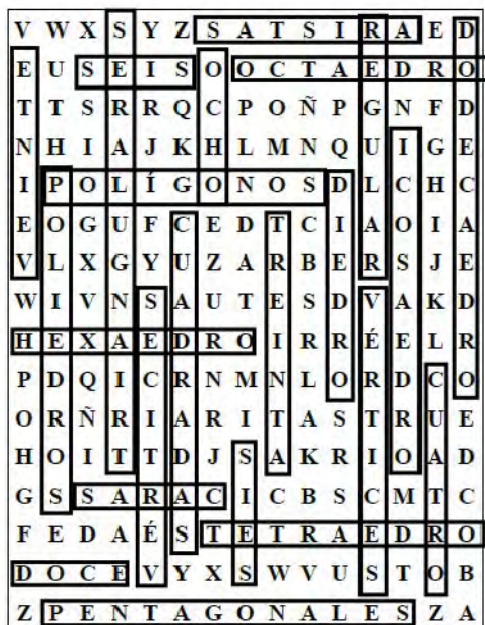 V W X S Y Z S A T S I R A E D
E U S E I S O O C T A E D R O
T T S R R Q C P O Ñ P G N F D
N H I A J K H L M N Q U I G E
I P O L Í G O N O S D L C H C
E O G U F C E D T C I A O I A
V L X G Y U Z A R B E R S J E
W I V N S A U T E S D V A K D
H E X A E D R O I R R É E L R
P D Q I C R N M N L O R D C O
O R Ñ R I A R I T A S T R U E
H O I T T D J S A K R I O A D
G S S A R A C I C B S C M T C
F E D A É S T E T R A E D R O
D O C E V Y X S W V U S T O B
Z P E N T A G O N A L E S Z A